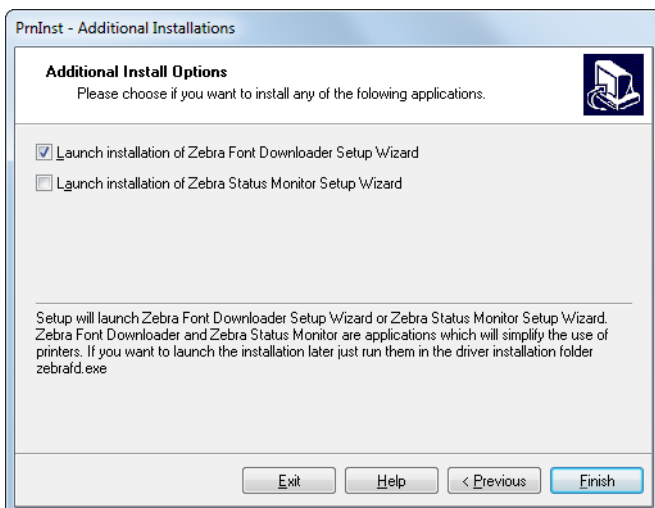 PrnInst - Additional Installations
Additional Install Options
Please choose if you want to install any of the folowing applications.
Launch installation of Zebra Font Downloader Setup Wizard
Launch installation of Zebra Status Monitor Setup Wizard
Setup will launch Zebra Font Downloader Setup Wizard or Zebra Status Monitor Setup Wizard.
Zebra Font Downloader and Zebra Status Monitor are applications which will simplify the use of
printers. If you want to launch the installation later just run them in the driver installation folder
zebrafd.exe
Exit
Help
< Previous
Finish